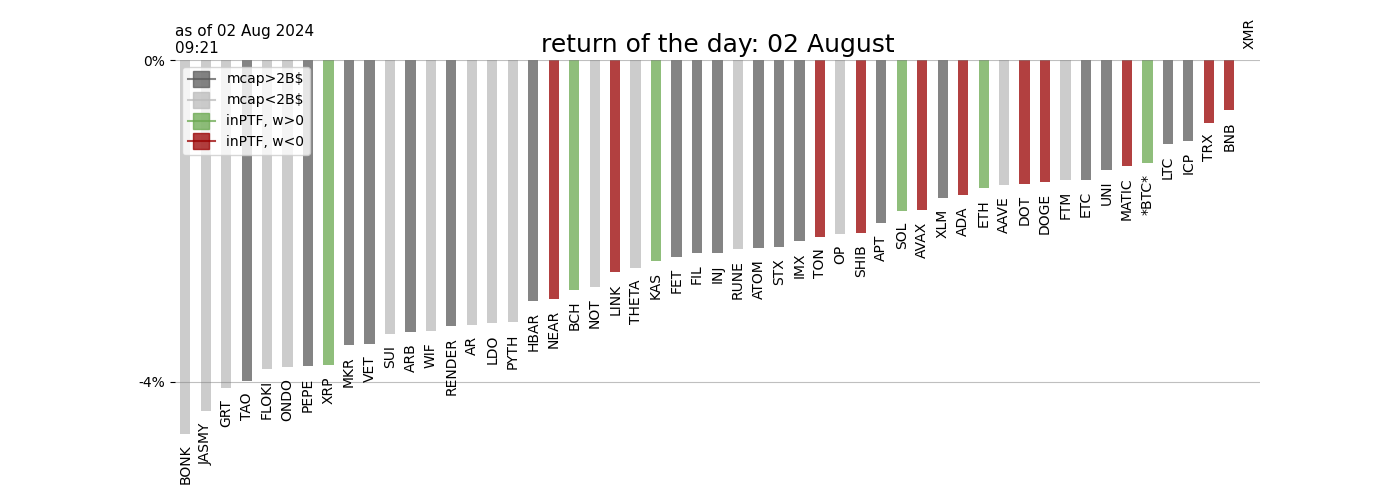 as of 02 Aug 2024
09:21
return of the day: 02 August
XMR
0%
mcap>2B$
mcap<2B$
inPTF, w>0
inPTF, w<0
-4%
BONK
JASMY
GRT
TAO
FLOKI
ONDO
PEPE
XRP
MKR
VET
SUI
ARB
WIF
RENDER
AR
LDO
PYTH
HBAR
NEAR
BCH
NOT
LINK
THETA
KAS
FET
FIL
INJ
RUNE
ATOM
STX
IMX
TON
OP
SHIB
APT
SOL
AVAX
XLM
ADA
ETH
AAVE
DOT
DOGE
FTM
ETC
UNI
MATIC
*BTC*
LTC
ICP
TRX
BNB